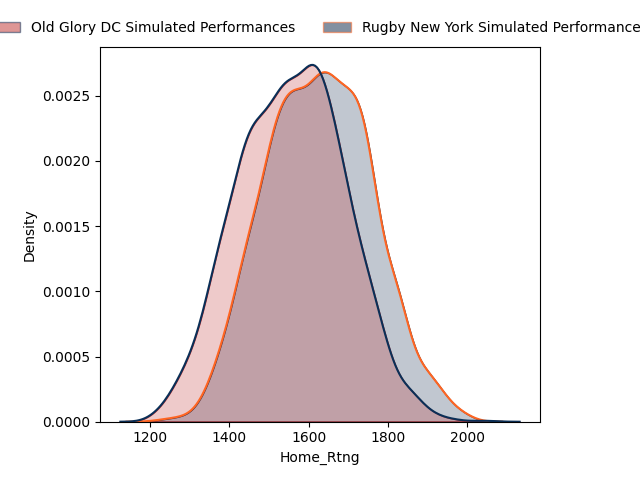 Old Glory DC Simulated Performances
Rugby New York Simulated Performance
0.0025
0.0020
0.0015
0.0010
0.0005
0.0000
Density
1200 1400 1600 1800 2000
Home_Rtng